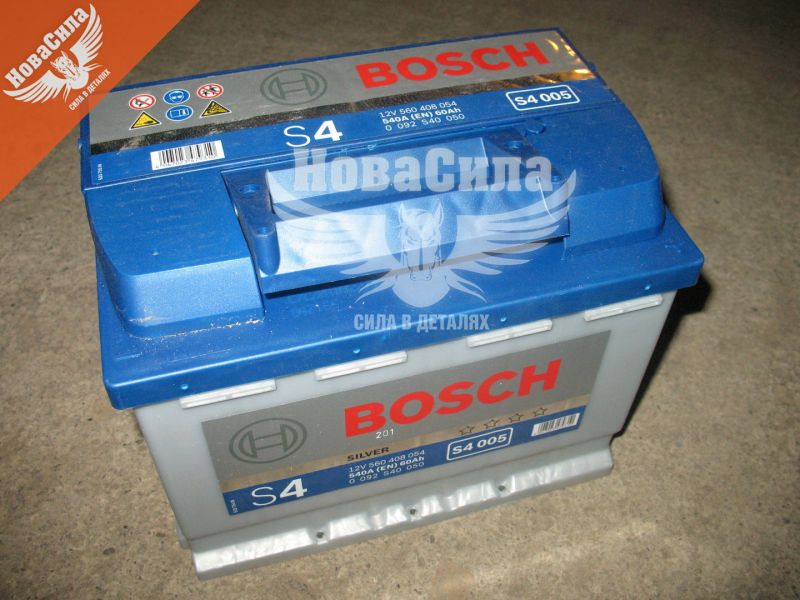 НоваСила
СИЛА В ДЕТАЛЯХ
BOSCH
S4
12V 560 408 054
540A (EN) 60Ah
0 092 S40 050
S4 005
НоваСила
СИЛА В ДЕТАЛЯХ
BOSCH
201
SILVER
S4
12V 560 408 054
540A (EN) 60Ah
0 092 S40 050
S4 005